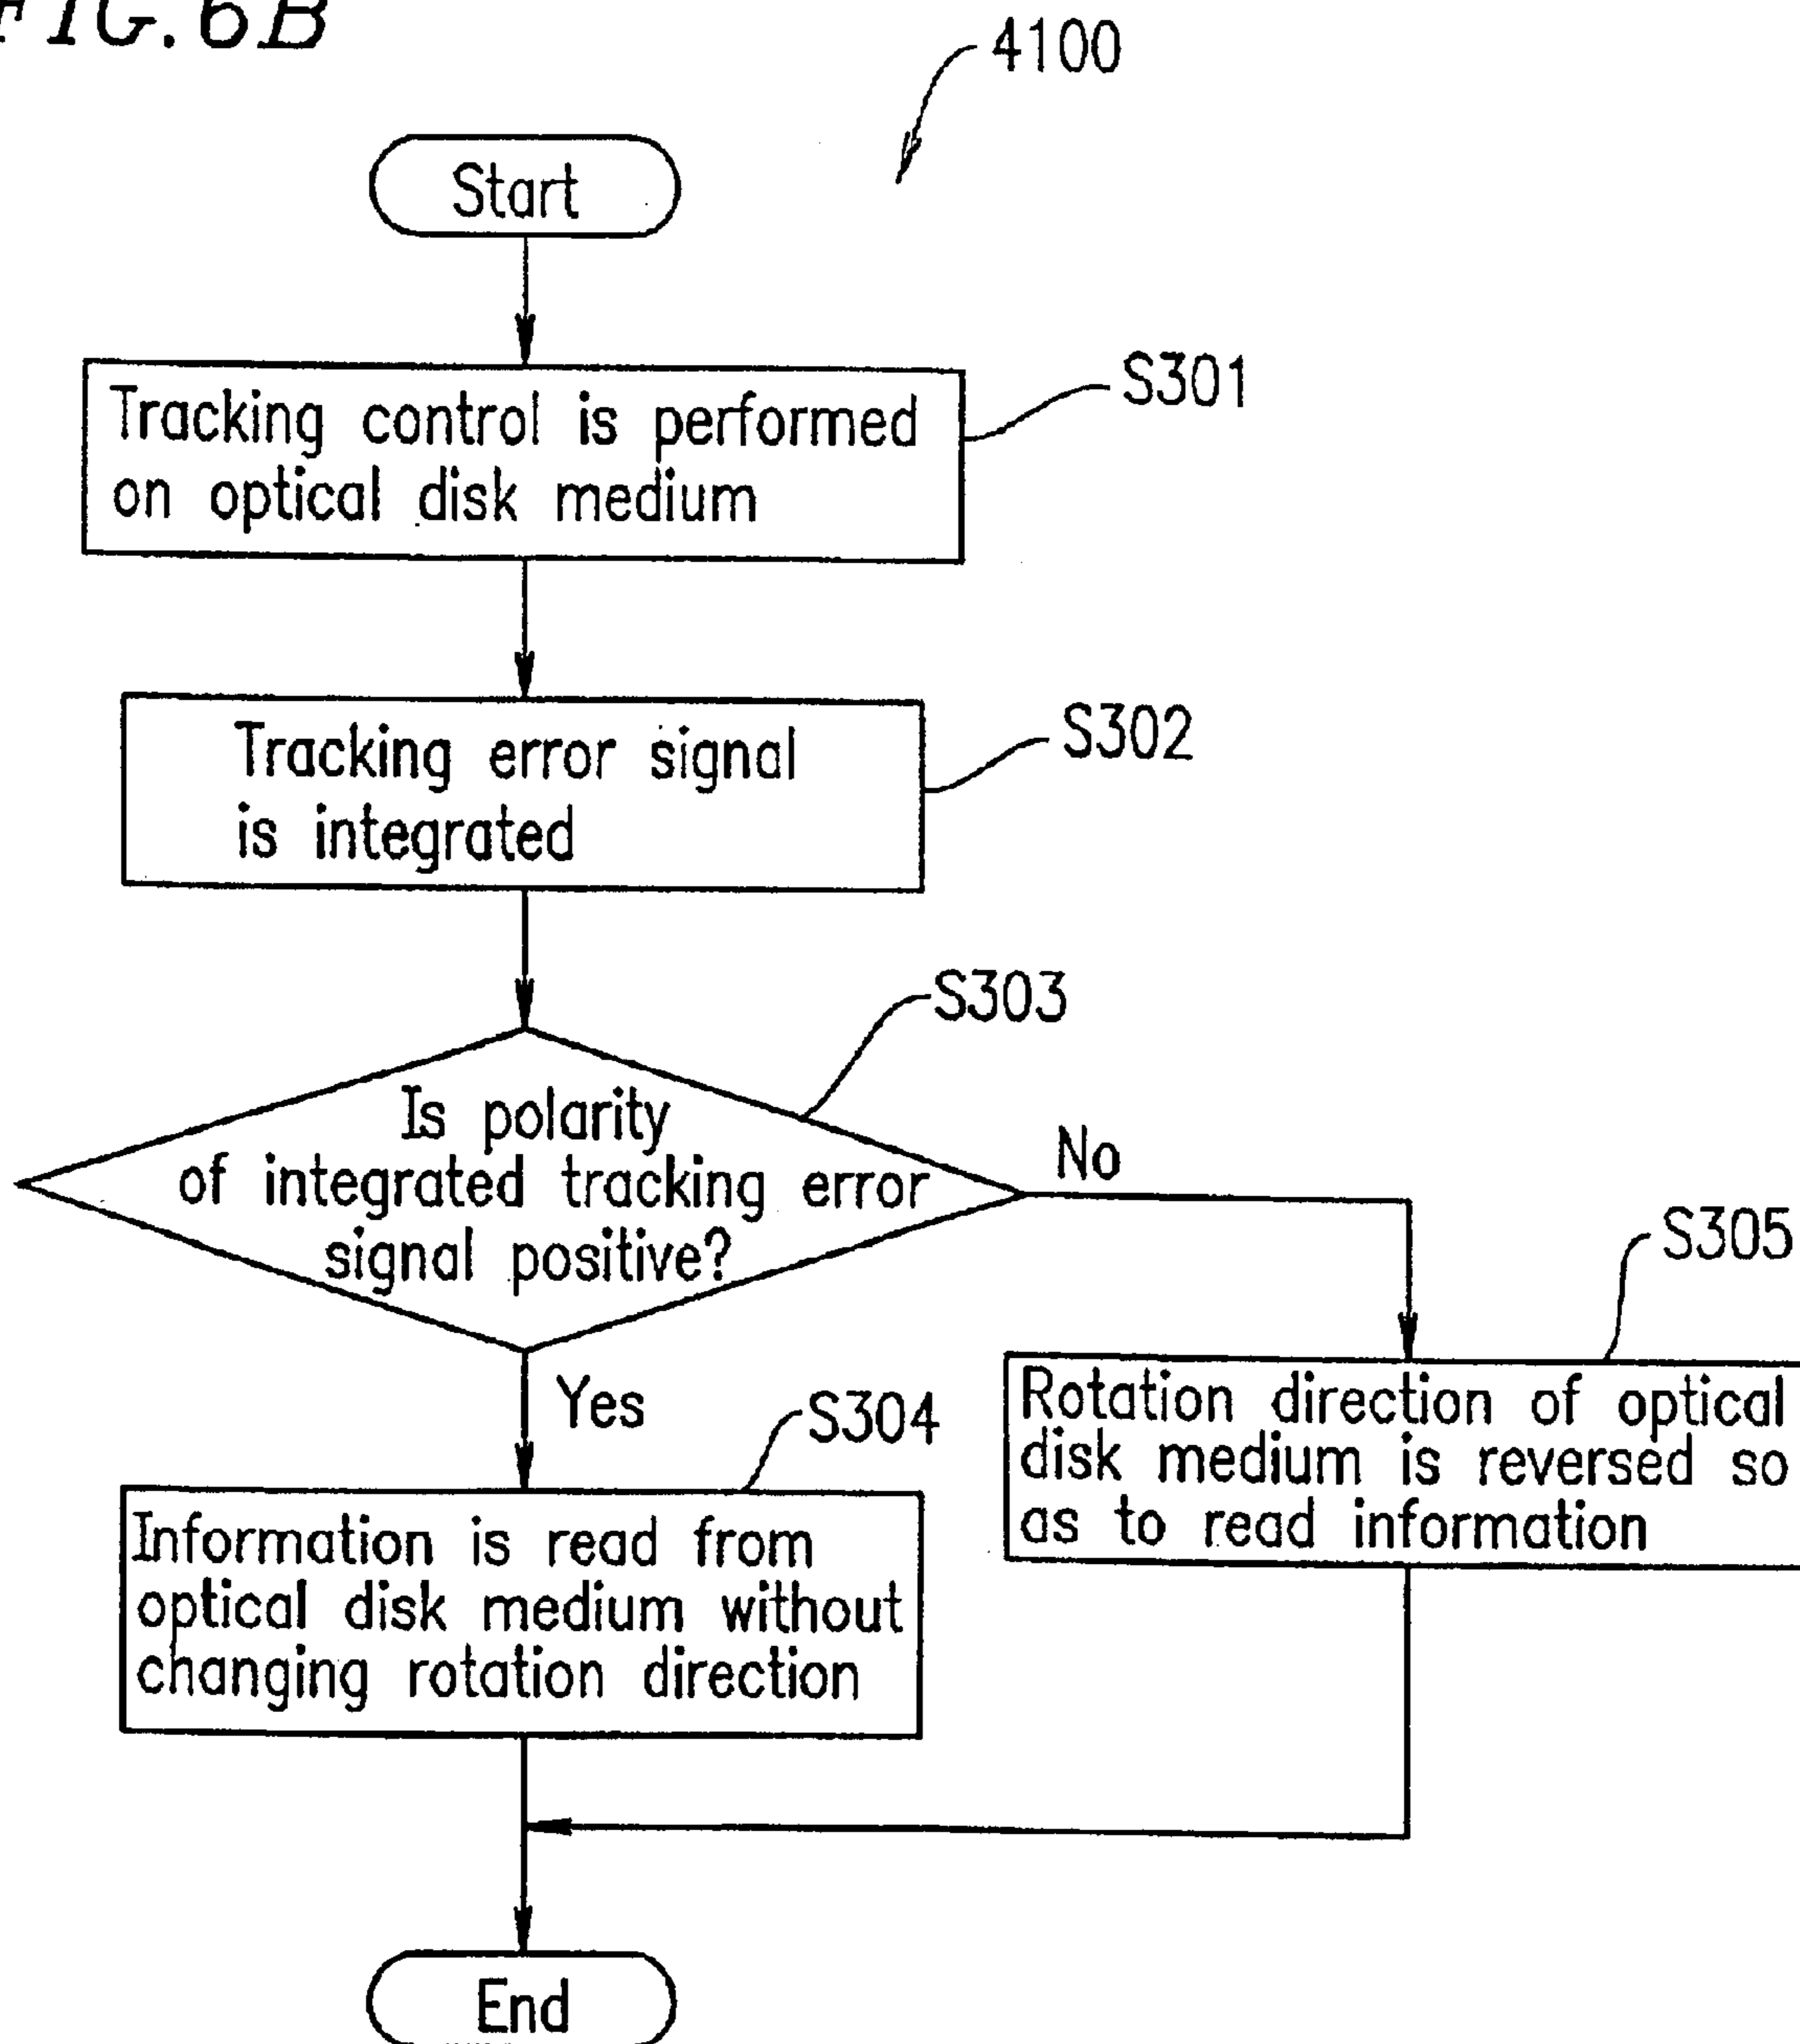 FIG. 6B
4100
Start
S301
Tracking control is performed
on optical disk medium
S302
Tracking error signal
is integrated
S303
Is polarity
of integrated tracking error
signal positive?
No
Yes
S305
Rotation direction of optical
disk medium is reversed so
as to read information
S304
Information is read from
optical disk medium without
changing rotation direction
End